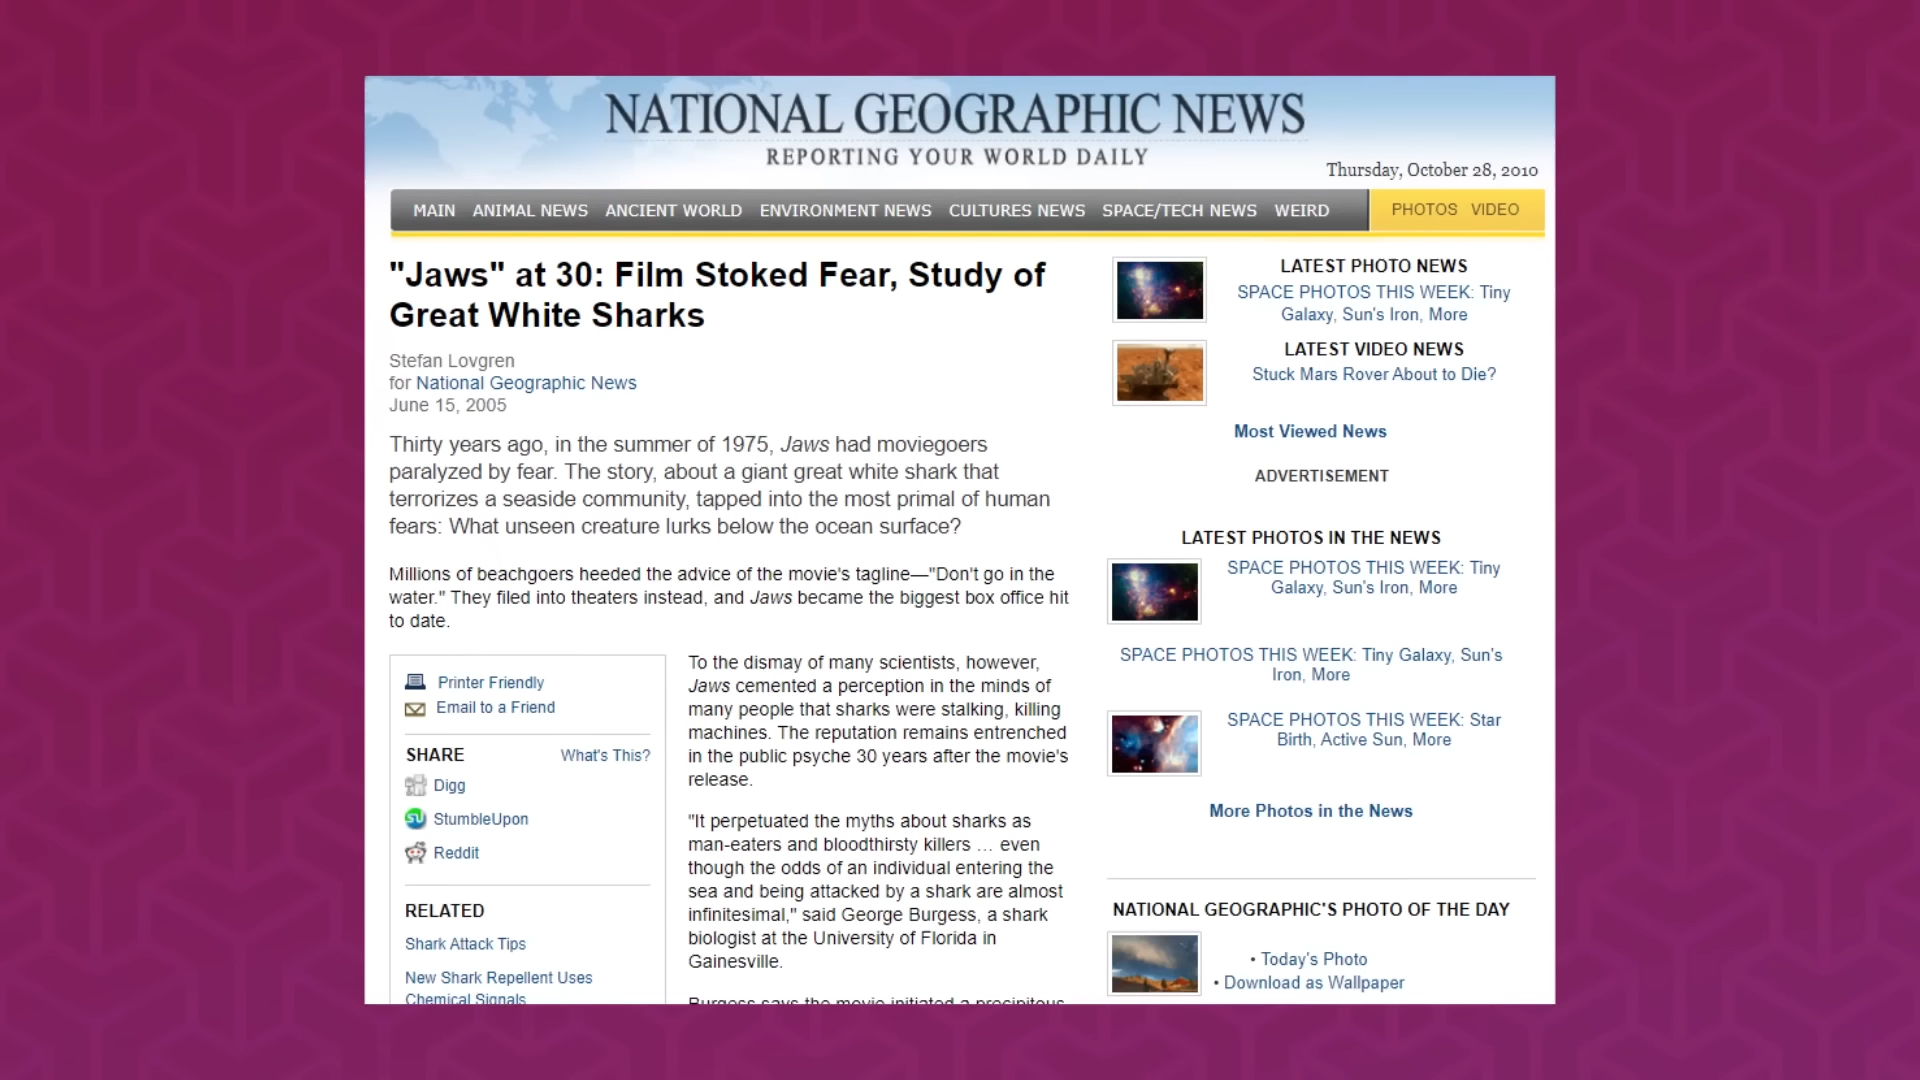 NATIONAL GEOGRAPHIC NEWS
REPORTING YOUR WORLD DAILY
Thursday, October 28, 2010
MAIN ANIMAL NEWS ANCIENT WORLD ENVIRONMENT NEWS CULTURES NEWS SPACE/TECH NEWS WEIRD PHOTOS VIDEO
"Jaws" at 30: Film Stoked Fear, Study of
Great White Sharks
Stefan Lovgren
for National Geographic News
June 15, 2005
Thirty years ago, in the summer of 1975, Jaws had moviegoers
paralyzed by fear. The story, about a giant great white shark that
terrorizes a seaside community, tapped into the most primal of human
fears: What unseen creature lurks below the ocean surface?
Millions of beachgoers heeded the advice of the movie's tagline—"Don't go in the
water." They filed into theaters instead, and Jaws became the biggest box office hit
to date.
Printer Friendly
Email to a Friend
SHARE What's This?
Digg
StumbleUpon
Reddit
RELATED
Shark Attack Tips
New Shark Repellent Uses
Chemical Signals
To the dismay of many scientists, however,
Jaws cemented a perception in the minds of
many people that sharks were stalking, killing
machines. The reputation remains entrenched
in the public psyche 30 years after the movie's
release.
"It perpetuated the myths about sharks as
man-eaters and bloodthirsty killers … even
though the odds of an individual entering the
sea and being attacked by a shark are almost
infinitesimal," said George Burgess, a shark
biologist at the University of Florida in
Gainesville.
Burgess says the movie initiated a precipitous
LATEST PHOTO NEWS
SPACE PHOTOS THIS WEEK: Tiny
Galaxy, Sun's Iron, More
LATEST VIDEO NEWS
Stuck Mars Rover About to Die?
Most Viewed News
ADVERTISEMENT
LATEST PHOTOS IN THE NEWS
SPACE PHOTOS THIS WEEK: Tiny
Galaxy, Sun's Iron, More
SPACE PHOTOS THIS WEEK: Tiny Galaxy, Sun's
Iron, More
SPACE PHOTOS THIS WEEK: Star
Birth, Active Sun, More
More Photos in the News
NATIONAL GEOGRAPHIC'S PHOTO OF THE DAY
• Today's Photo
• Download as Wallpaper